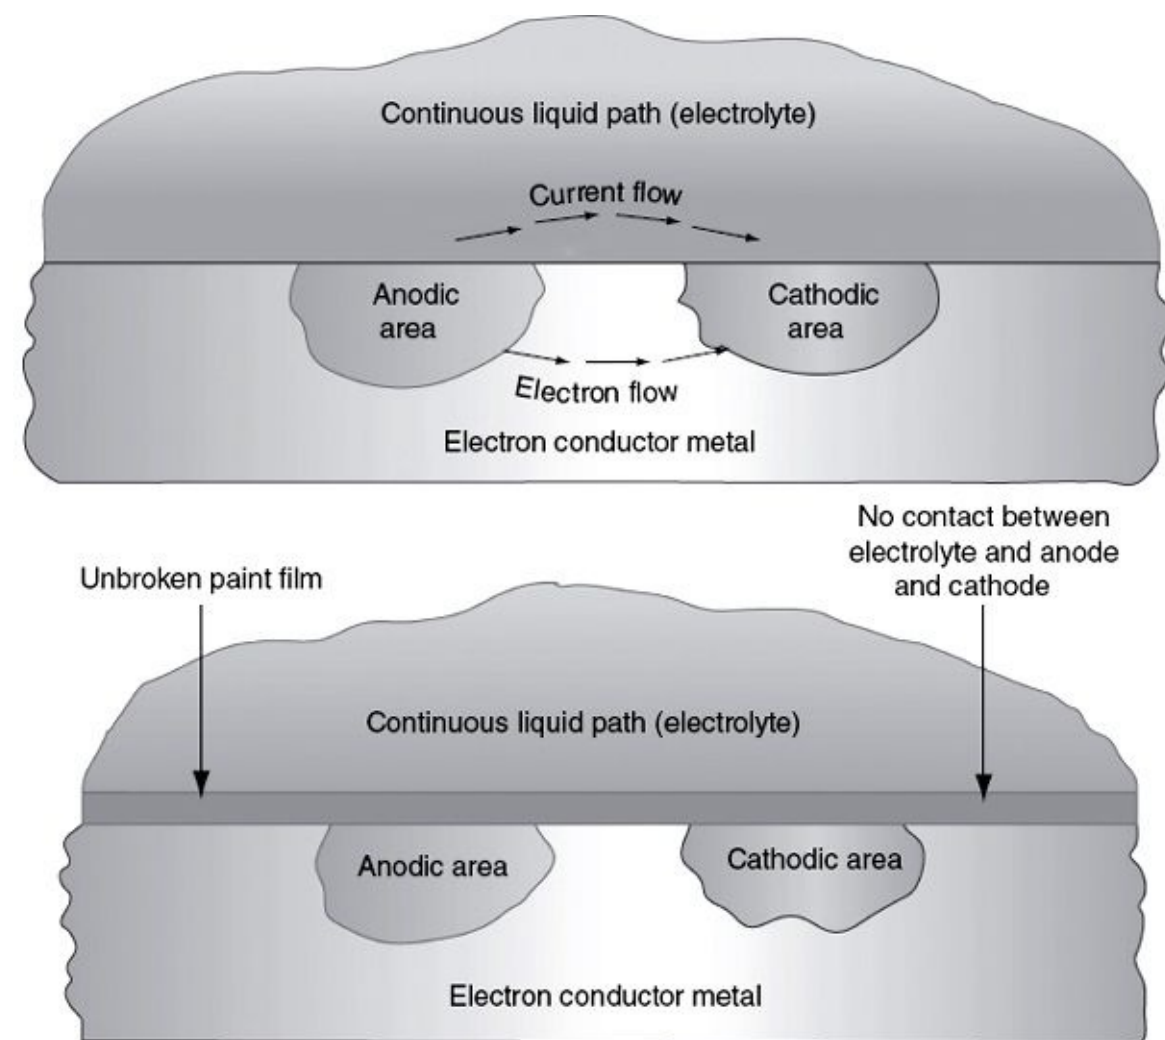 Continuous liquid path (electrolyte)
Current flow
Anodic
area
Cathodic
area
Electron flow
Electron conductor metal
No contact between
electrolyte and anode
and cathode
Unbroken paint film
Continuous liquid path (electrolyte)
Anodic area
Cathodic area
Electron conductor metal